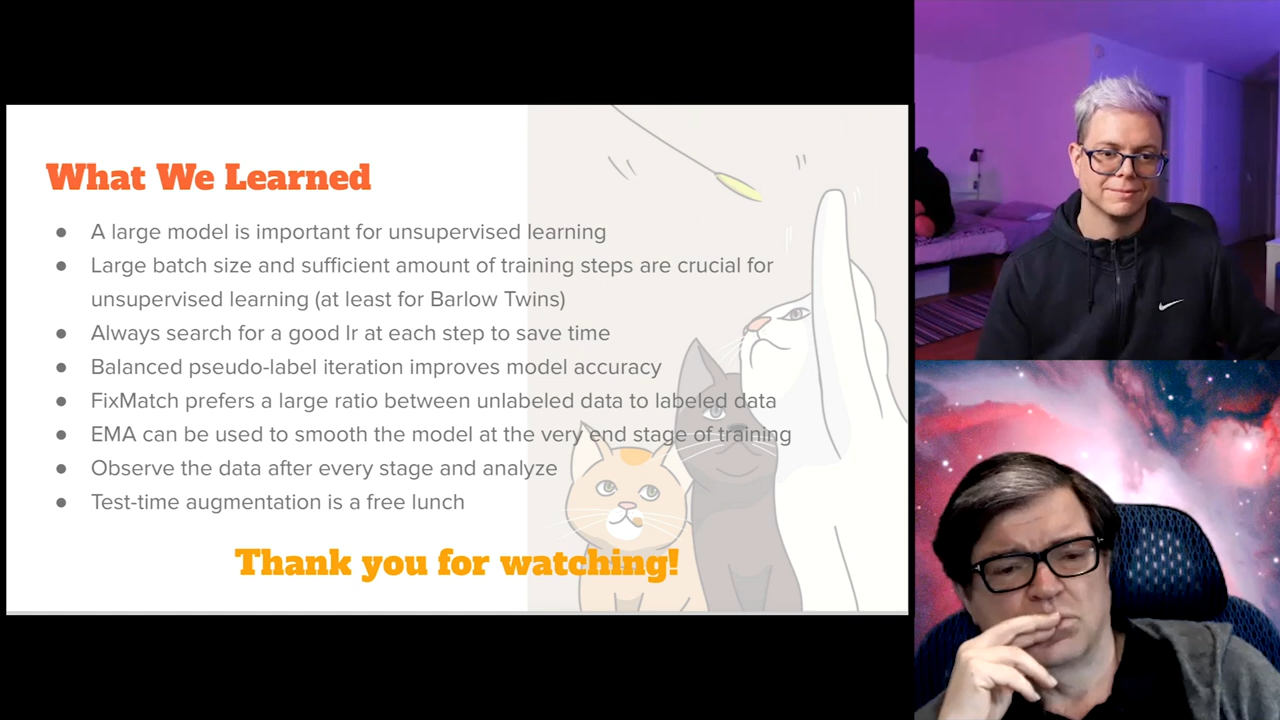 What We Learned
● A large model is important for unsupervised learning
● Large batch size and sufficient amount of training steps are crucial for
unsupervised learning (at least for Barlow Twins)
● Always search for a good lr at each step to save time
● Balanced pseudo-label iteration improves model accuracy
● FixMatch prefers a large ratio between unlabeled data to labeled data
● EMA can be used to smooth the model at the very end stage of training
● Observe the data after every stage and analyze
● Test-time augmentation is a free lunch
Thank you for watching!